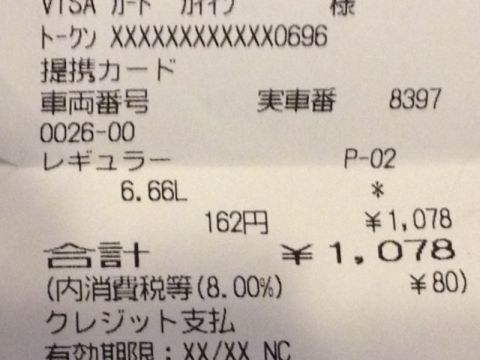 VISA カード カイイン 様
トークン XXXXXXXXXXXX0696
提携カード
車両番号 実車番 8397
0026-00
レギュラー P-02
6.66L *
162円 ¥1,078
合計 ¥1,078
(内消費税等(8.00%) ¥80)
クレジット支払
有効期限:XX/XX NC